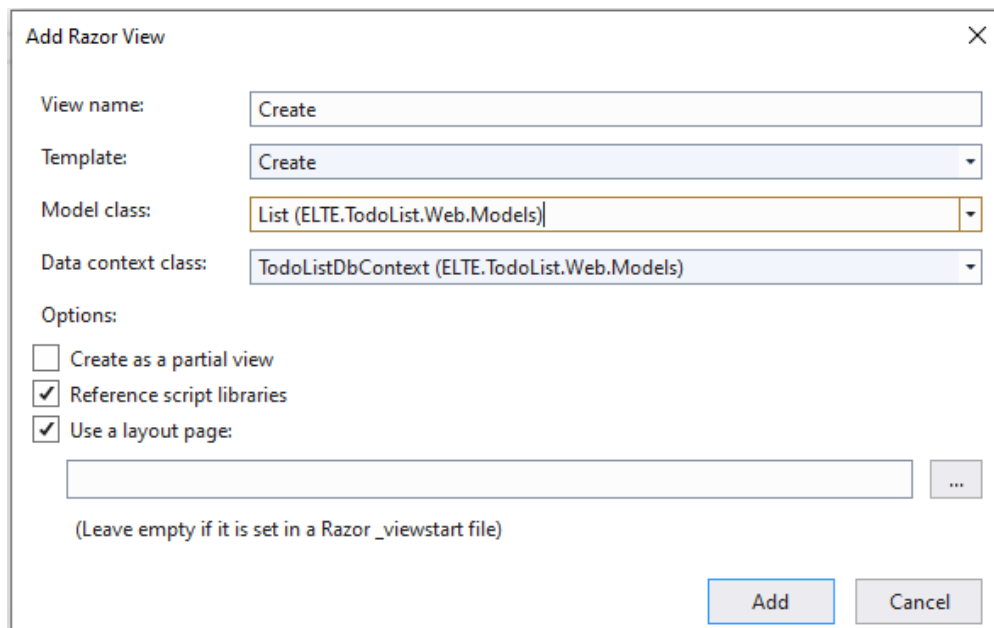 Add Razor View
View name: Create
Template: Create
Model class: List (ELTE.TodoList.Web.Models)
Data context class: TodoListDbContext (ELTE.TodoList.Web.Models)
Options:
Create as a partial view
Reference script libraries
Use a layout page:
...
(Leave empty if it is set in a Razor _viewstart file)
Add Cancel